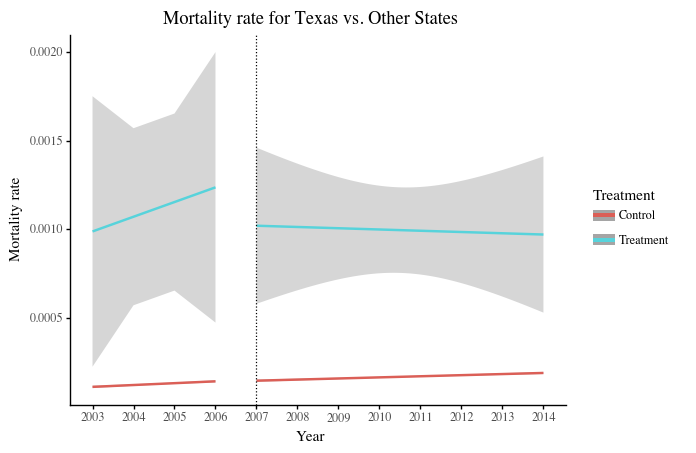 Mortality rate for Texas vs. Other States
0.0020
0.0015
0.0010
0.0005
Mortality rate
2003 2004 2005 2006 2007 2008 2009 2010 2011 2012 2013 2014
Year
Treatment
Control
Treatment